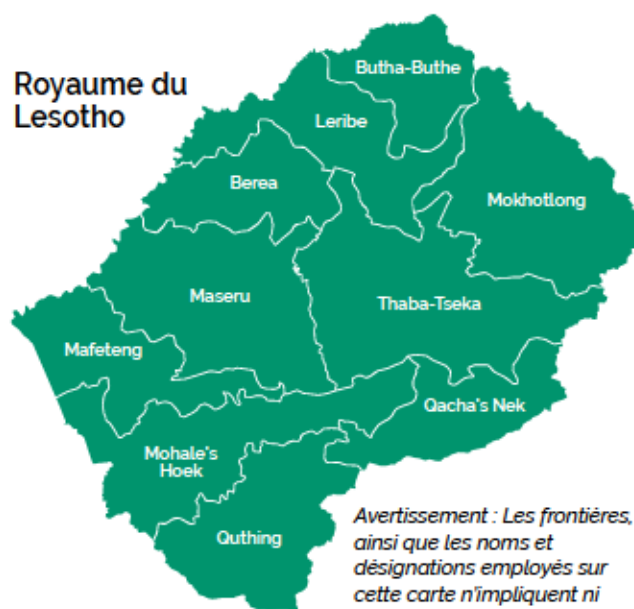 Royaume du
Lesotho
Butha-Buthe
Leribe
Berea
Mokhotlong
Maseru
Thaba-Tseka
Mafeteng
Qacha's Nek
Mohale's
Hoek
Quthing
Avertissement : Les frontières,
ainsi que les noms et
désignations employés sur
cette carte n'impliquent ni